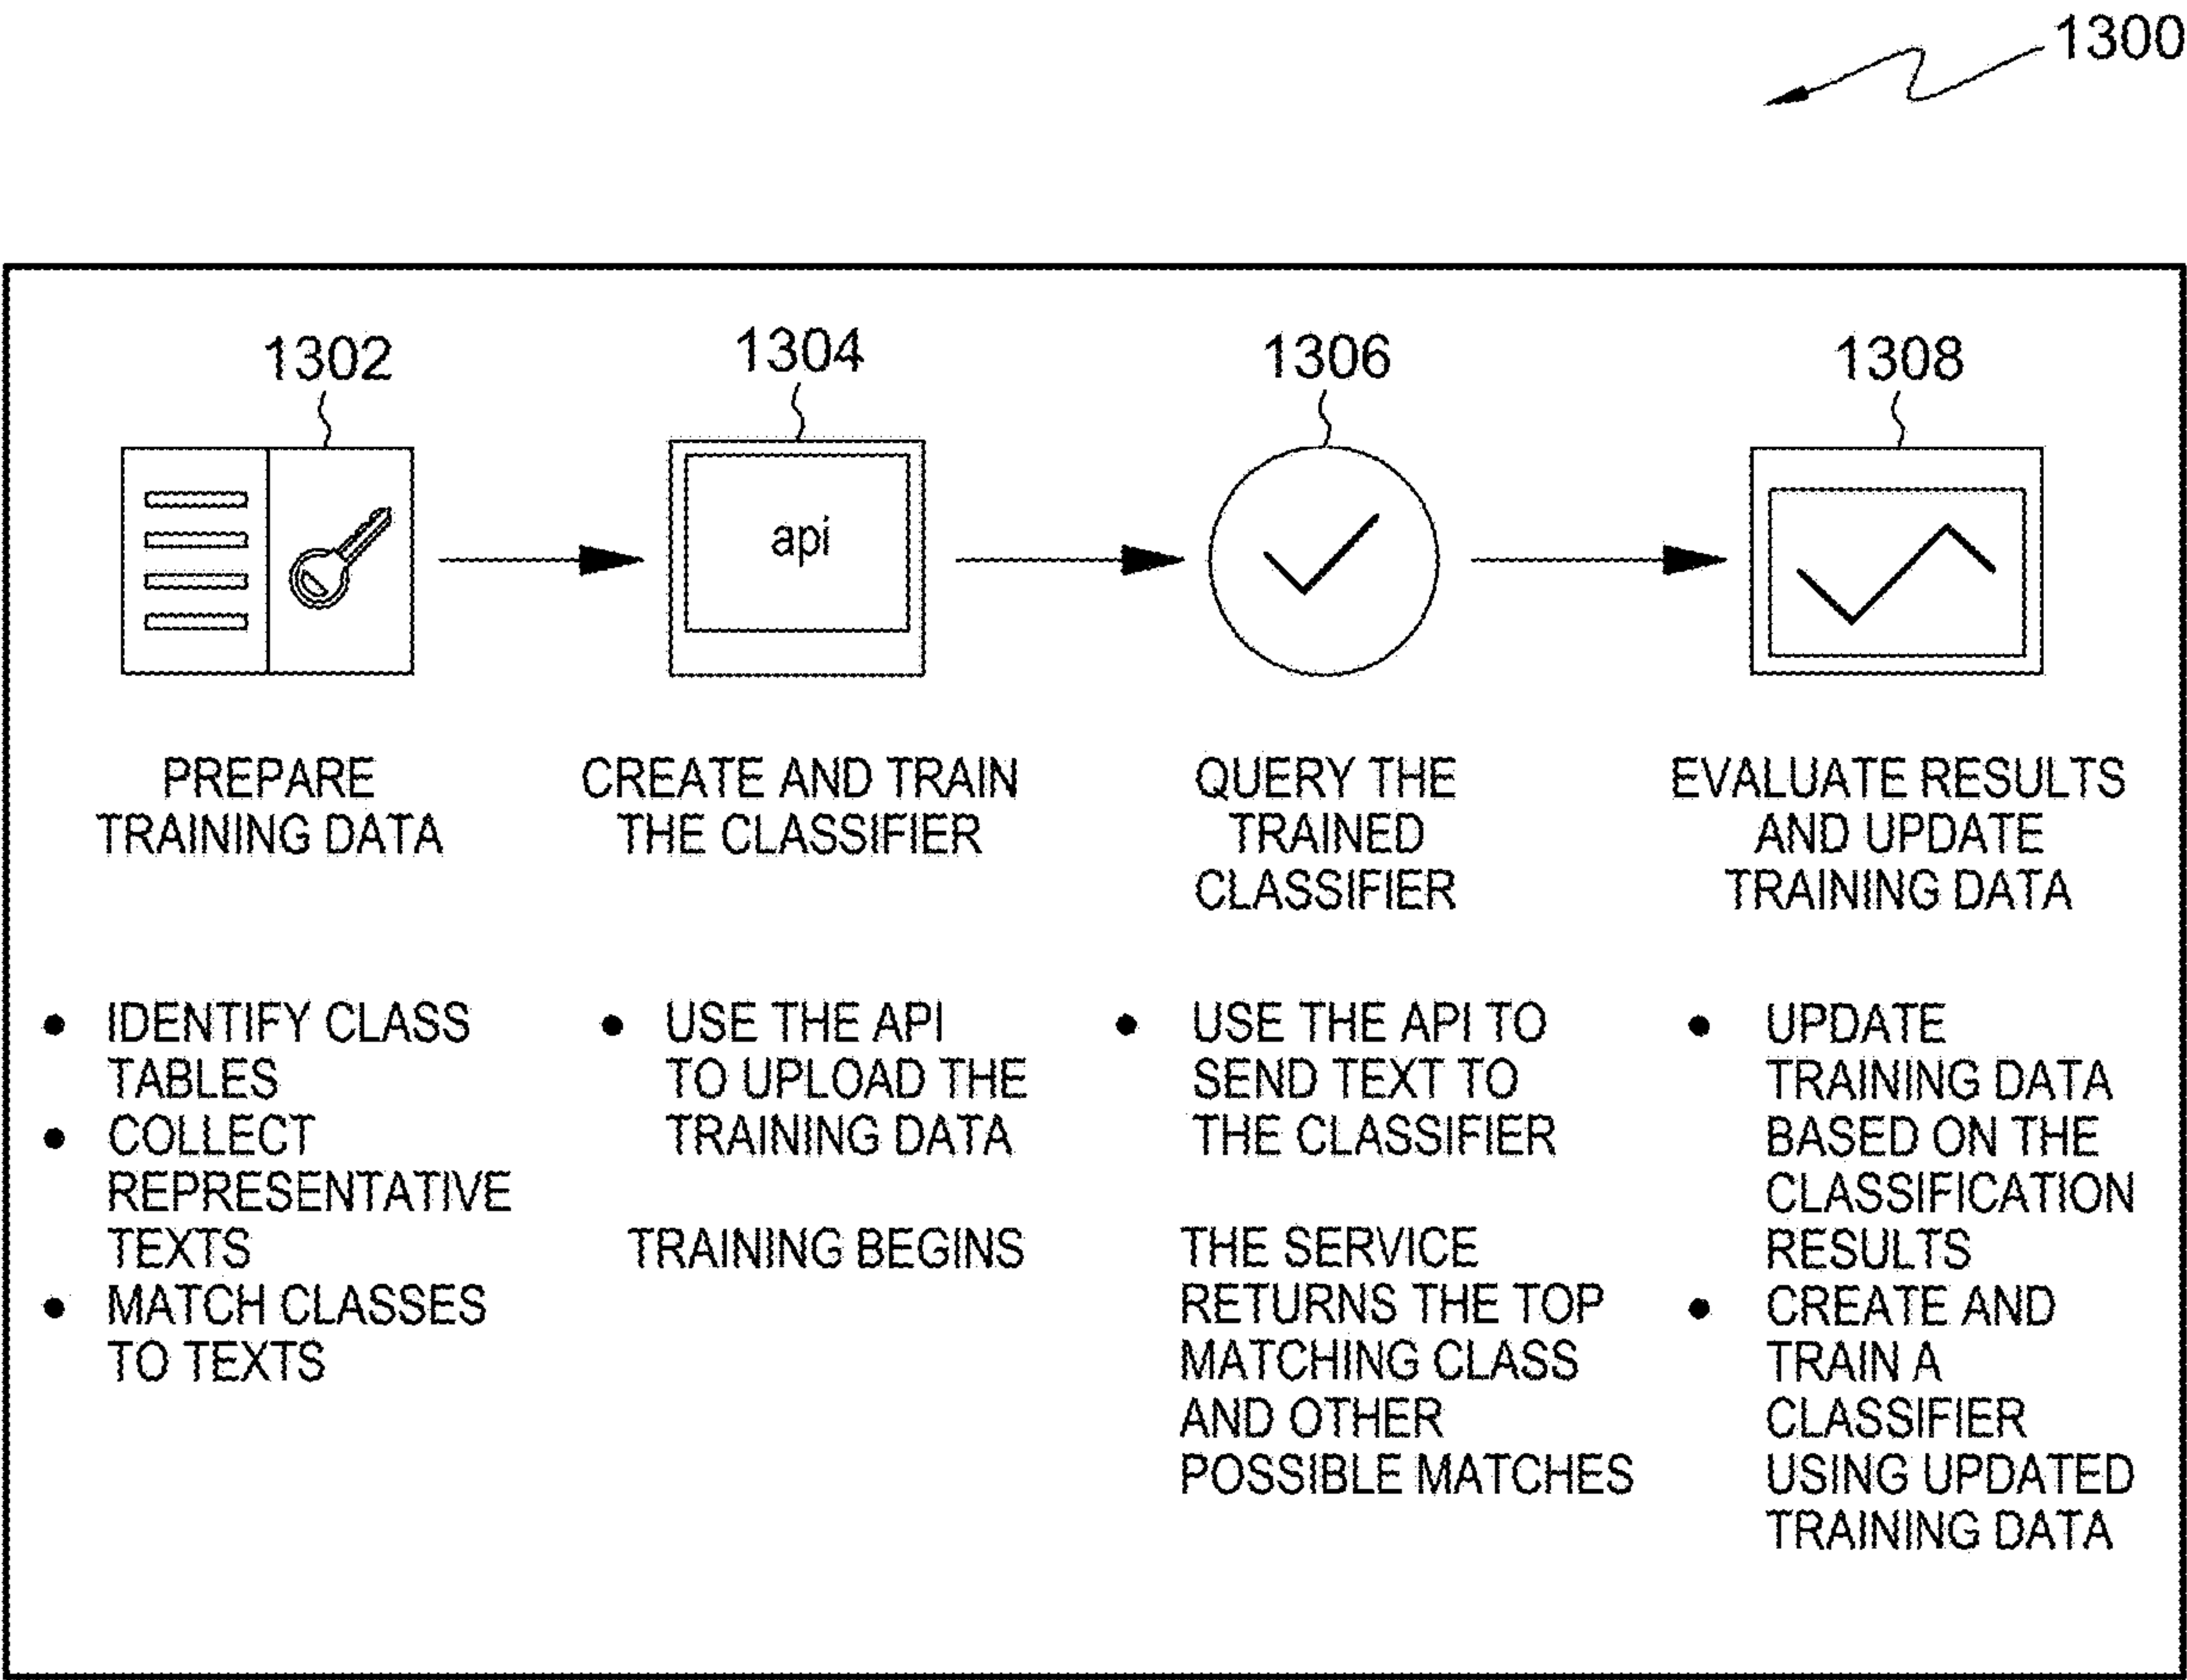 1300
1302
1304
1306
1308
api
PREPARE
TRAINING DATA
CREATE AND TRAIN
THE CLASSIFIER
QUERY THE
TRAINED
CLASSIFIER
EVALUATE RESULTS
AND UPDATE
TRAINING DATA
• IDENTIFY CLASS
TABLES
• COLLECT
REPRESENTATIVE
TEXTS
• MATCH CLASSES
TO TEXTS
• USE THE API
TO UPLOAD THE
TRAINING DATA
TRAINING BEGINS
• USE THE API TO
SEND TEXT TO
THE CLASSIFIER
THE SERVICE
RETURNS THE TOP
MATCHING CLASS
AND OTHER
POSSIBLE MATCHES
• UPDATE
TRAINING DATA
BASED ON THE
CLASSIFICATION
RESULTS
• CREATE AND
TRAIN A
CLASSIFIER
USING UPDATED
TRAINING DATA